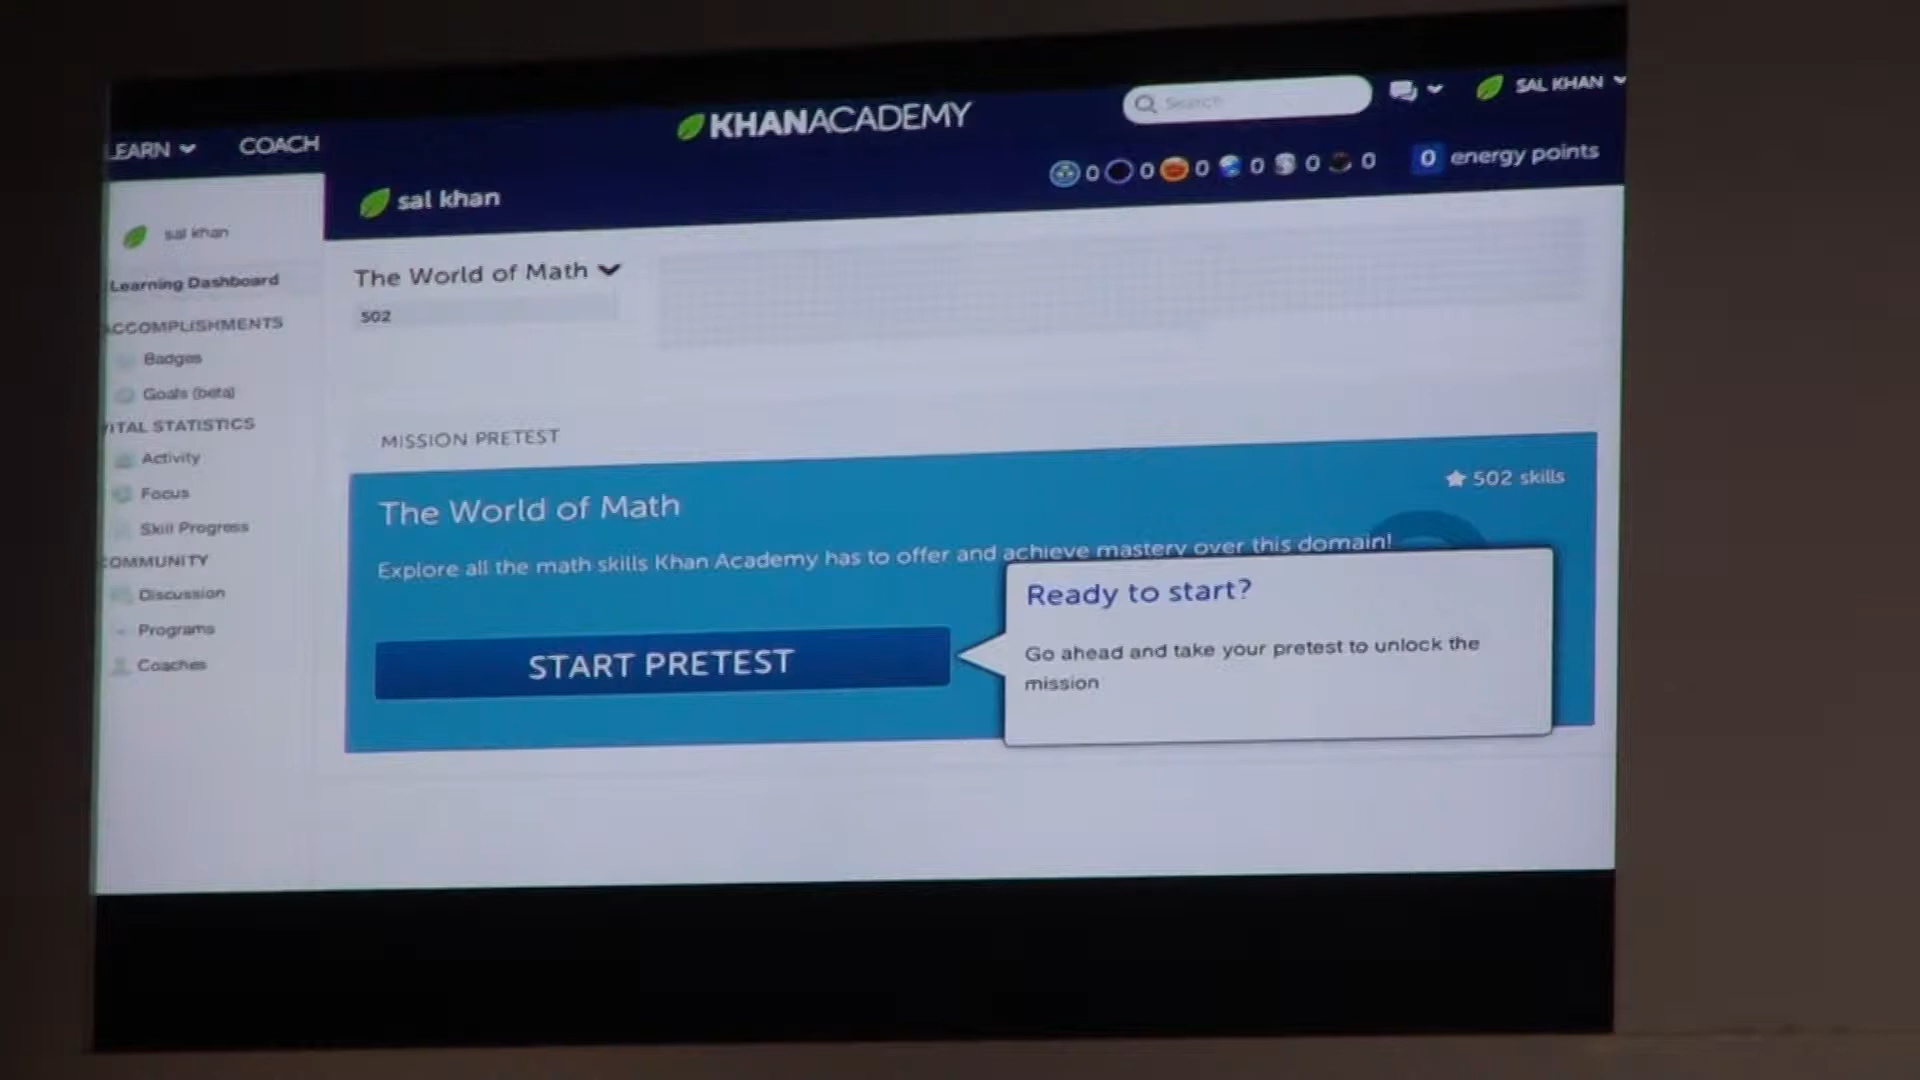 LEARN
COACH
KHANACADEMY
Search
SAL KHAN
sal khan
0 0 0 0 0 0
0 energy points
sal khan
Learning Dashboard
ACCOMPLISHMENTS
Badges
Goals (beta)
VITAL STATISTICS
Activity
Focus
Skill Progress
COMMUNITY
Discussion
Programs
Coaches
The World of Math
502
MISSION PRETEST
The World of Math
502 skills
Explore all the math skills Khan Academy has to offer and achieve mastery over this domain!
START PRETEST
Ready to start?
Go ahead and take your pretest to unlock the
mission